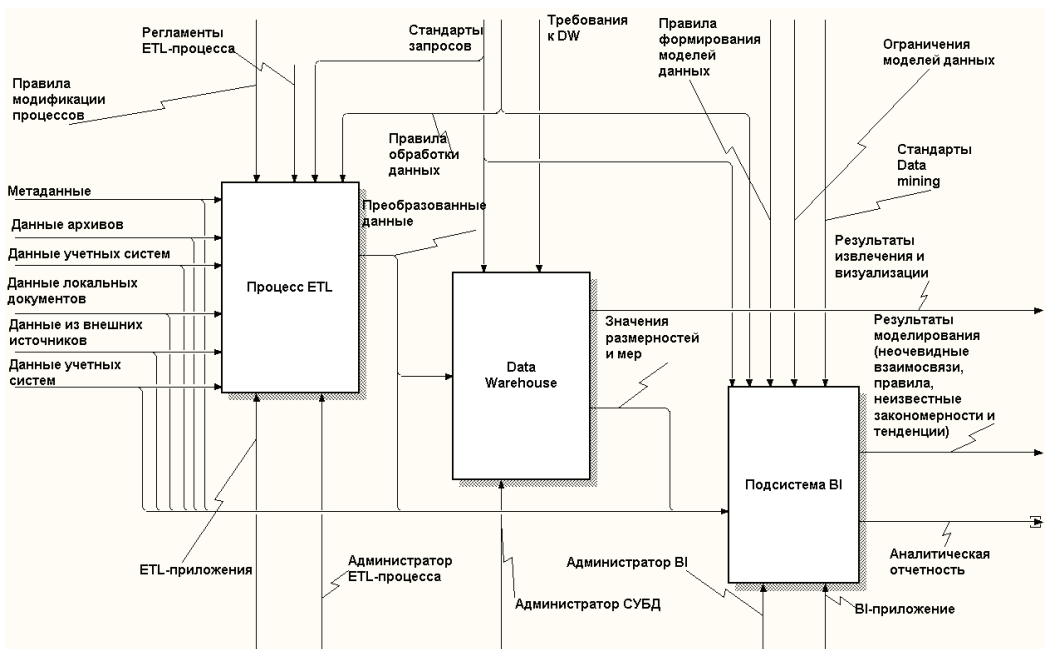 Регламенты
ETL-процесса
Стандарты
запросов
Требования
к DW
Правила
формирования
моделей
данных
Ограничения
моделей данных
Правила
модификации
процессов
Правила
обработки
данных
Стандарты
Data
mining
Метаданные
Данные архивов
Данные учетных систем
Данные локальных
документов
Данные из внешних
источников
Данные учетных
систем
Преобразованные
данные
Процесс ETL
Результаты
извлечения и
визуализации
Значения
размерностей
и мер
Data
Warehouse
Результаты
моделирования
(неочевидные
взаимосвязи,
правила,
неизвестные
закономерности и
тенденции)
Подсистема BI
Аналитическая
отчетность
ETL-приложения
Администратор
ETL-процесса
Администратор BI
Администратор СУБД
BI-приложение